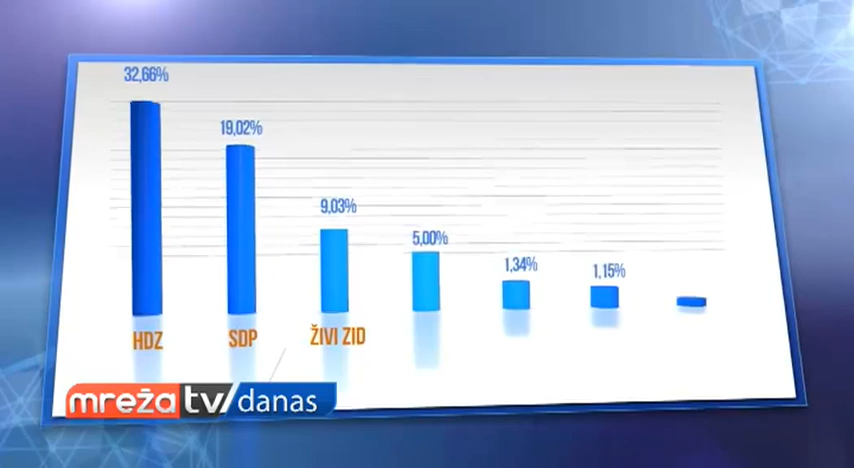 32,66%
19,02%
9,03%
5,00%
1,34%
1,15%
HDZ
SDP
ŽIVI ZID
mreža tv/danas